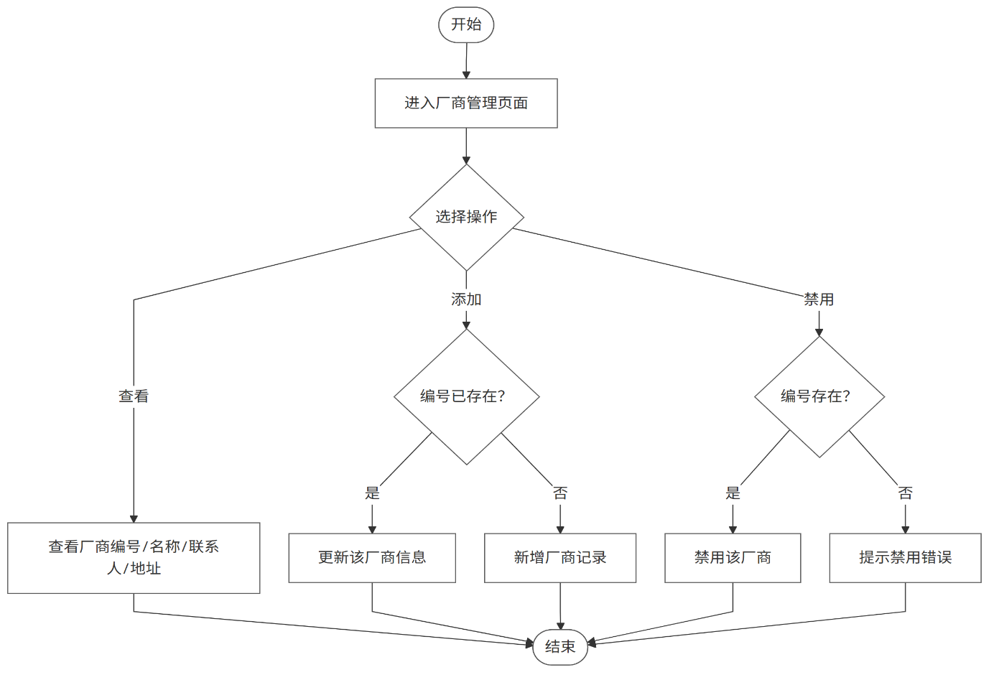 开始
进入厂商管理页面
选择操作
添加
禁用
查看
编号已存在?
编号存在?
是
否
是
否
查看厂商编号/名称/联系
人/地址
更新该厂商信息
新增厂商记录
禁用该厂商
提示禁用错误
结束